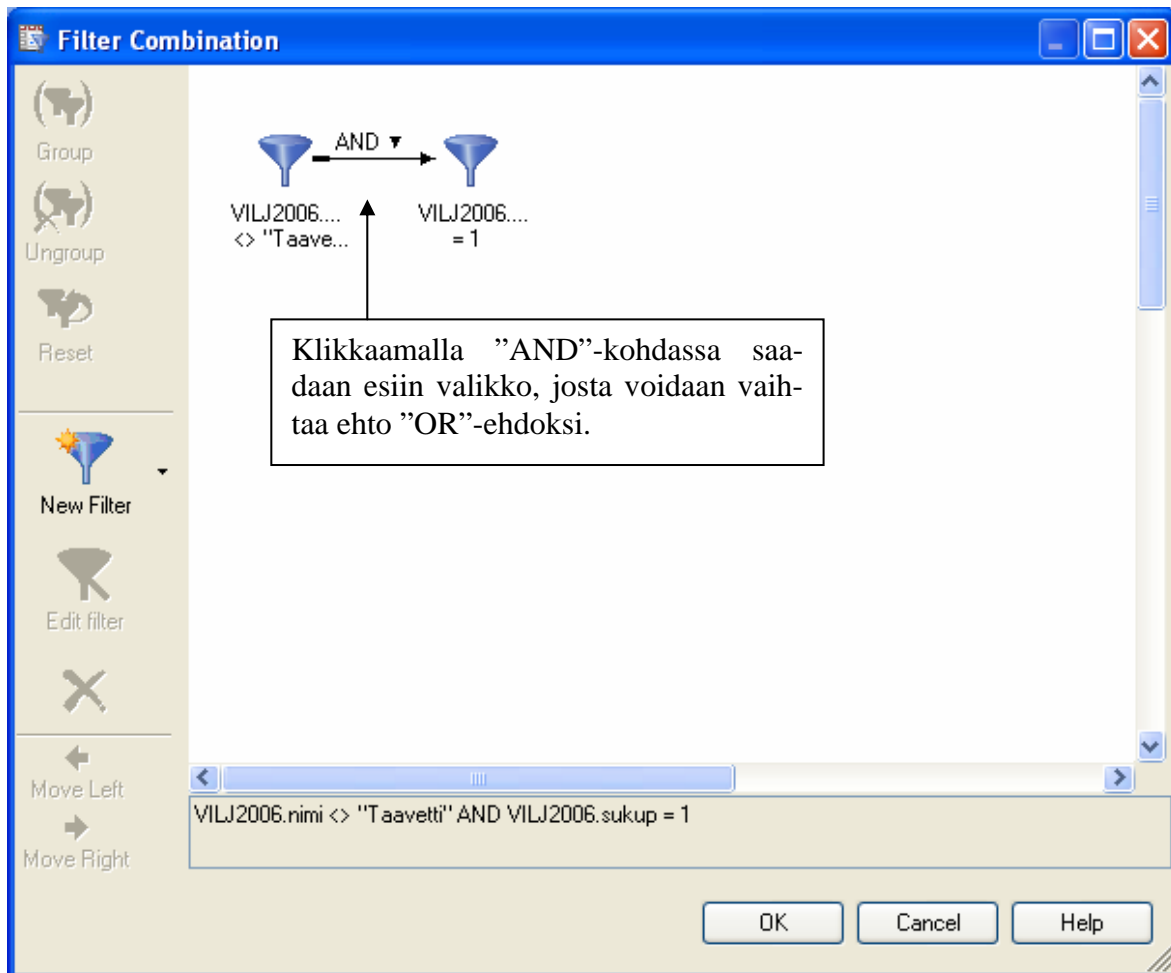 Filter Combination
Group
Ungroup
Reset
New Filter
Edit filter
Move Left
Move Right
AND
VILJ2006....
<> "Taave...
VILJ2006....
= 1
Klikkaamalla ”AND”-kohdassa saa-
daan esiin valikko, josta voidaan vaih-
taa ehto ”OR”-ehdoksi.
VILJ2006.nimi <> "Taavetti" AND VILJ2006.sukup = 1
OK
Cancel
Help